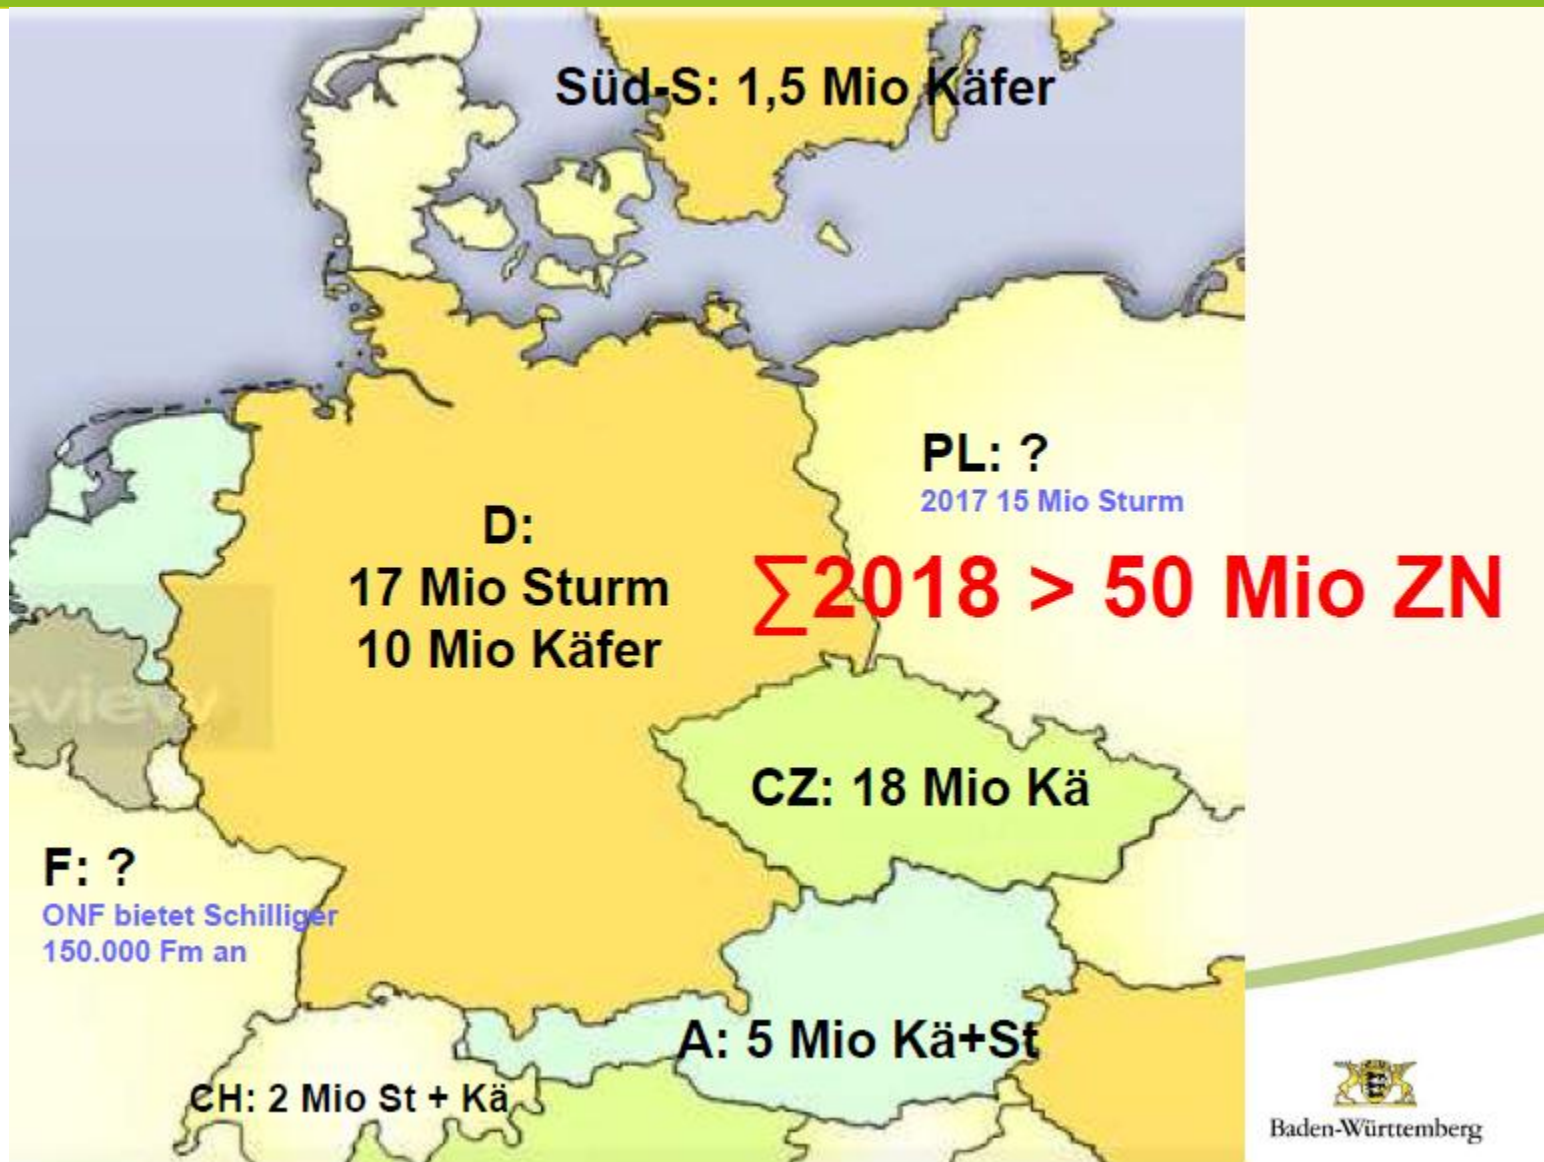 Süd-S: 1,5 Mio Käfer
PL: ?
2017 15 Mio Sturm
D:
17 Mio Sturm
10 Mio Käfer
∑2018 > 50 Mio ZN
eview
CZ: 18 Mio Kä
F: ?
ONF bietet Schilliger
150.000 Fm an
A: 5 Mio Kä+St
CH: 2 Mio St + Kä
Baden-Württemberg